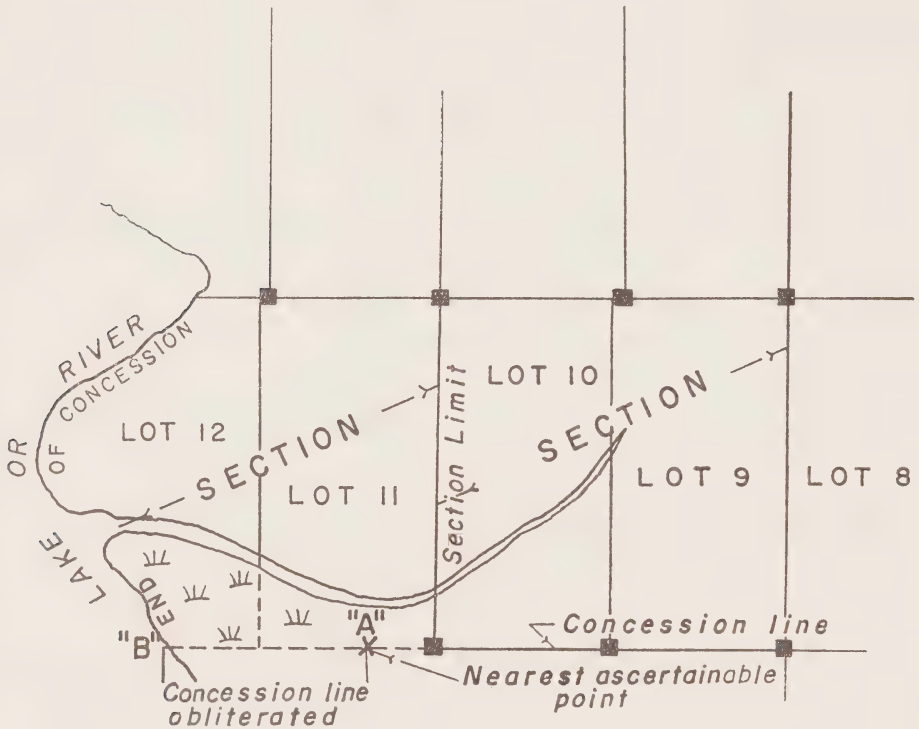 RIVER
OR
OF CONCESSION
LAKE
END
LOT 12
SECTION
LOT 11
Section Limit
LOT 10
SECTION
LOT 9
LOT 8
"A"
"B"
Concession line
Nearest ascertainable
point
Concession line
obliterated